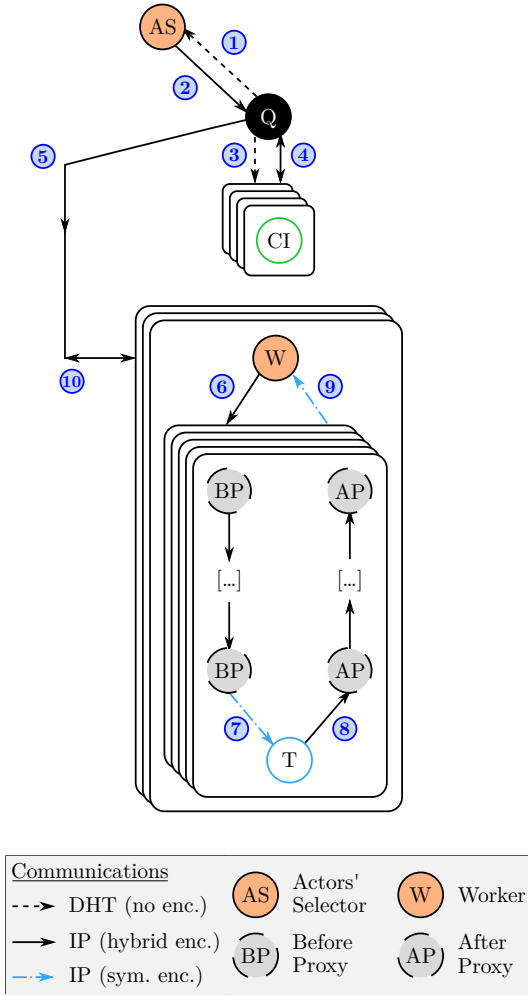 AS
1
2
Q
5
3
4
CI
W
10
6
9
BP
AP
[...]
[...]
BP
AP
7
8
T
Communications
DHT (no enc.)
IP (hybrid enc.)
IP (sym. enc.)
AS
Actors'
Selector
W
Worker
BP
Before
Proxy
AP
After
Proxy